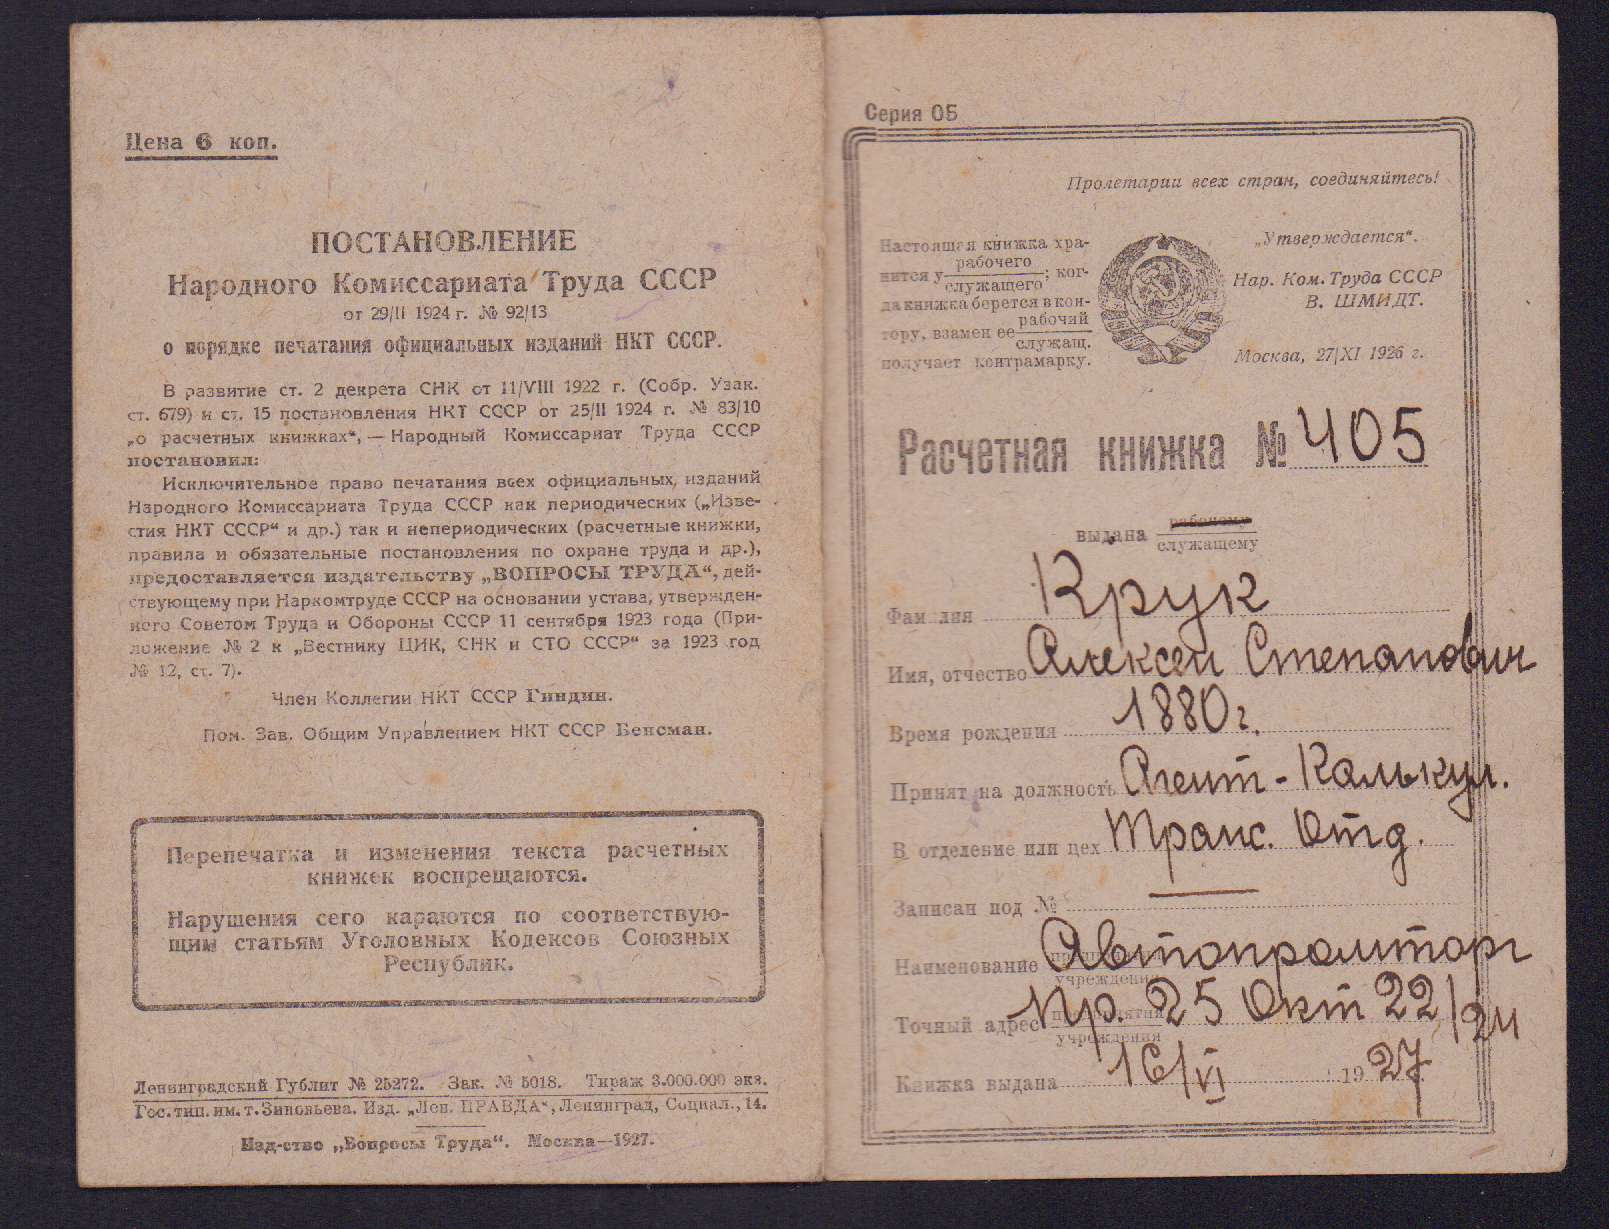 Цена 6 коп.
ПОСТАНОВЛЕНИЕ
Народного Комиссариата Труда СССР
от 29/II 1924 г. № 92/13
о порядке печатания официальных изданий НКТ СССР.
В развитие ст. 2 декрета СНК от 11/VIII 1922 г. (Собр. Узак.
ст. 679) и ст. 15 постановления НКТ СССР от 25/II 1924 г. № 83/10
„о расчетных книжках“, — Народный Комиссариат Труда СССР
постановил:
Исключительное право печатания всех официальных изданий
Народного Комиссариата Труда СССР как периодических („Изве-
стия НКТ СССР“ и др.) так и непериодических (расчетные книжки,
правила и обязательные постановления по охране труда и др.),
предоставляется издательству „ВОПРОСЫ ТРУДА“, дей-
ствующему при Наркомтруде СССР на основании устава, утвержден-
ного Советом Труда и Обороны СССР 11 сентября 1923 года (При-
ложение № 2 к „Вестнику ЦИК, СНК и СТО СССР“ за 1923 год
№ 12, ст. 7).
Член Коллегии НКТ СССР Гиндин.
Пом. Зав. Общим Управлением НКТ СССР Бенсман.
Перепечатка и изменения текста расчетных
книжек воспрещаются.
Нарушения сего караются по соответствую-
щим статьям Уголовных Кодексов Союзных
Республик.
Ленинградский Гублит № 25272. Зак. № 5018. Тираж 3.000.000 экз.
Гос. тип. им. т. Зиновьева. Изд. „Лен. ПРАВДА“, Ленинград, Социал., 14.
Изд-ство „Вопросы Труда“. Москва—1927.
Серия 05
Пролетарии всех стран, соединяйтесь!
Настоящая книжка хра-
нится у рабочего служащего; ког-
да книжка берется в кон-
тору, взамен ее рабочий служащ.
получает контрамарку.
„Утверждается“.
Нар. Ком. Труда СССР
В. ШМИДТ.
Москва, 27/XI 1926 г.
Расчетная книжка № 405
выдана рабочему
служащему
Фамилия Крук
Имя, отчество Алексей Степанович
Время рождения 1880 г.
Принят на должность Агент-Калькул.
В отделение или цех Транс. Отд.
Записан под № —
Наименование предприятия учреждения Автопромторг
Точный адрес предприятия учреждения Пр. 25 Окт 22/24
Книжка выдана 16/VI 1927